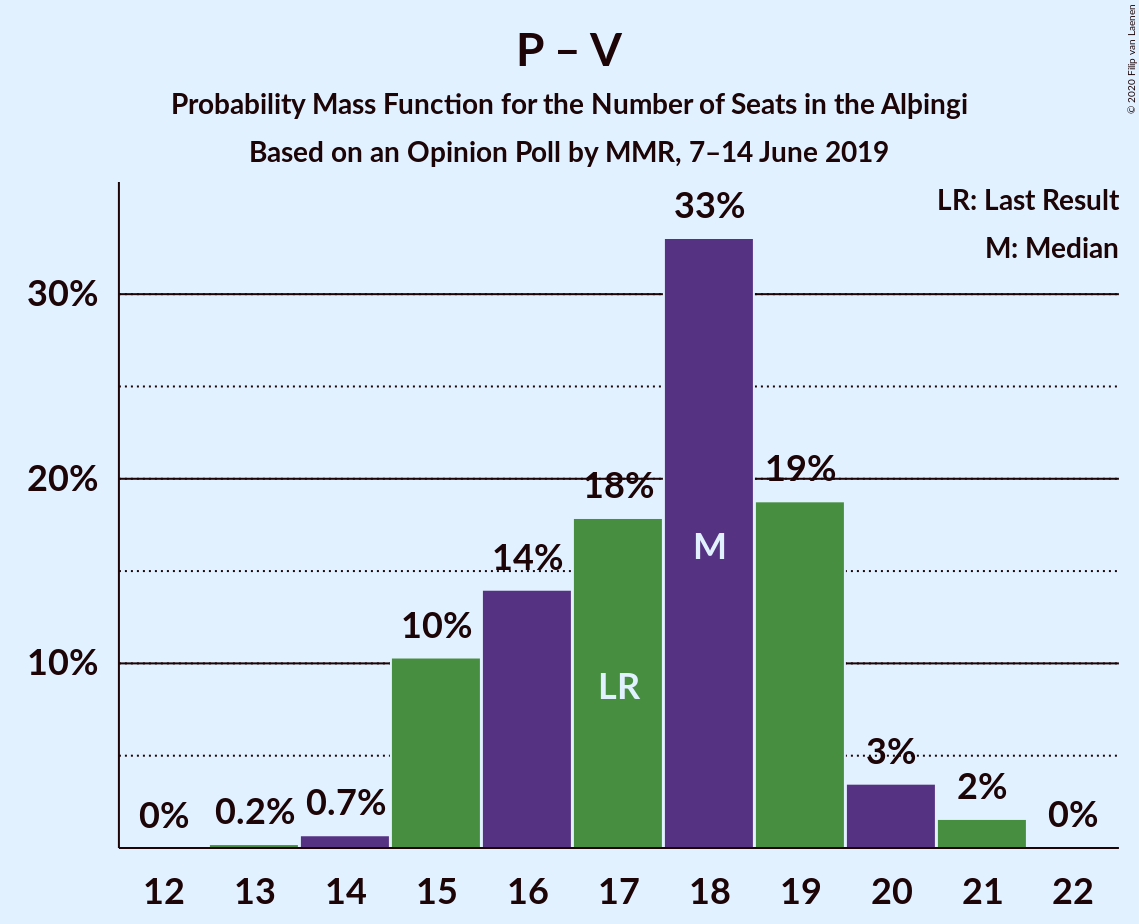 P – V
Probability Mass Function for the Number of Seats in the Alþingi
Based on an Opinion Poll by MMR, 7–14 June 2019
© 2020 Filip van Laenen
LR: Last Result
M: Median
33%
30%
20%
19%
18%
M
14%
10%
10%
LR
3%
2%
0%
0.2%
0.7%
0%
12 13 14 15 16 17 18 19 20 21 22